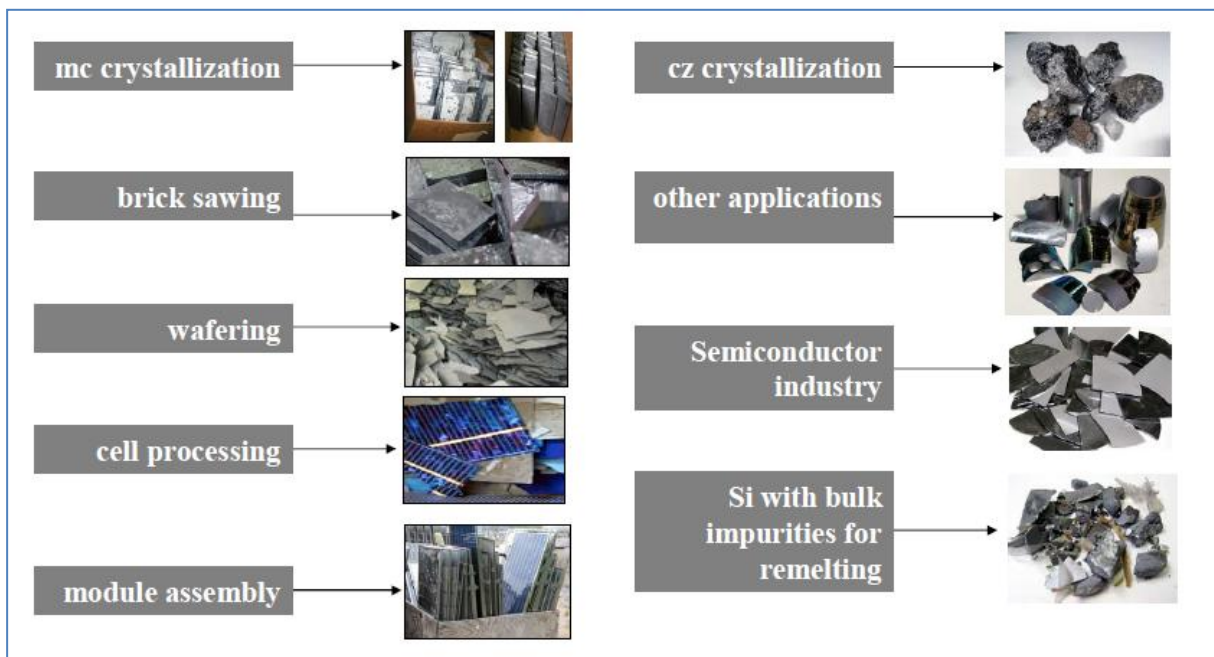 mc crystallization
brick sawing
wafering
cell processing
module assembly
cz crystallization
other applications
Semiconductor
industry
Si with bulk
impurities for
remelting